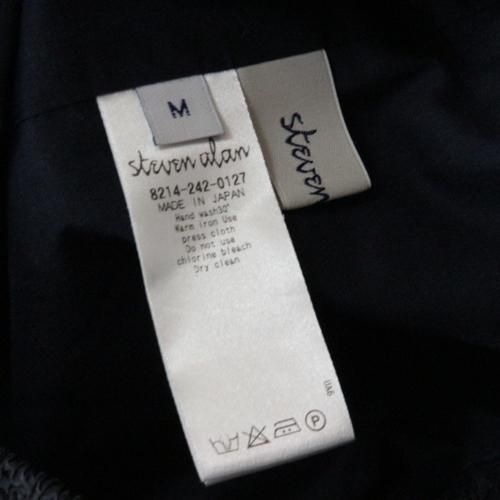 M
steven
steven alan
8214-242-0127
MADE IN JAPAN
Hand wash30°
Warm iron Use
press cloth
Do not use
chlorine bleach
Dry clean
UA6
P